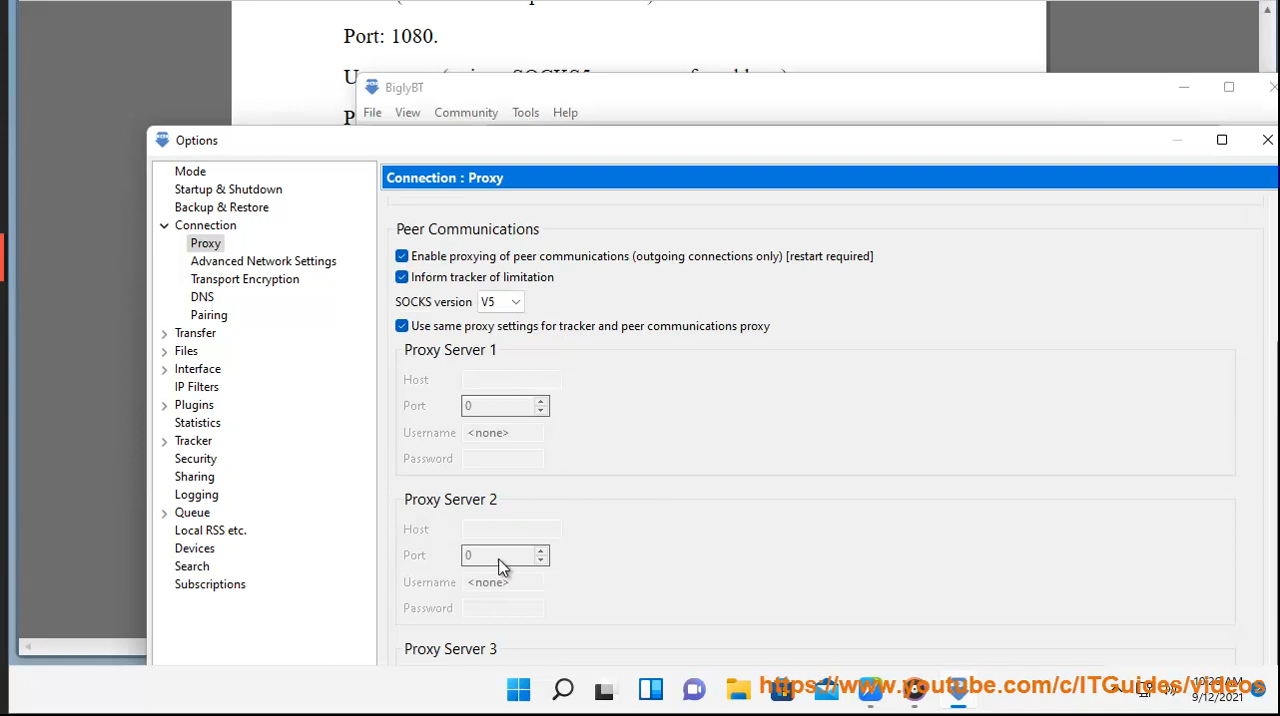 Port: 1080.
BiglyBT
File View Community Tools Help
Options
Mode
Startup & Shutdown
Backup & Restore
Connection
Proxy
Advanced Network Settings
Transport Encryption
DNS
Pairing
Transfer
Files
Interface
IP Filters
Plugins
Statistics
Tracker
Security
Sharing
Logging
Queue
Local RSS etc.
Devices
Search
Subscriptions
Connection : Proxy
Peer Communications
Enable proxying of peer communications (outgoing connections only) [restart required]
Inform tracker of limitation
SOCKS version V5
Use same proxy settings for tracker and peer communications proxy
Proxy Server 1
Host
Port 0
Username <none>
Password
Proxy Server 2
Host
Port 0
Username <none>
Password
Proxy Server 3
https://www.youtube.com/c/ITGuides/videos
9/12/2021